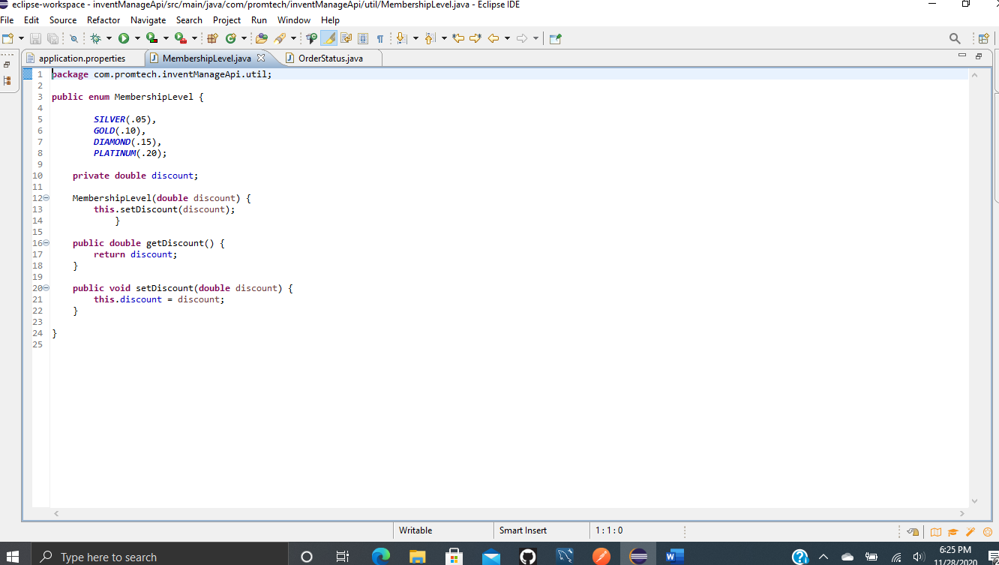 eclipse-workspace - inventManageApi/src/main/java/com/promtech/inventManageApi/util/MembershipLevel.java - Eclipse IDE
File Edit Source Refactor Navigate Search Project Run Window Help
application.properties MembershipLevel.java OrderStatus.java
1 package com.promtech.inventManageApi.util;
2
3 public enum MembershipLevel {
4
5 SILVER(.05),
6 GOLD(.10),
7 DIAMOND(.15),
8 PLATINUM(.20);
9
10 private double discount;
11
12 MembershipLevel(double discount) {
13 this.setDiscount(discount);
14 }
15
16 public double getDiscount() {
17 return discount;
18 }
19
20 public void setDiscount(double discount) {
21 this.discount = discount;
22 }
23
24 }
25
Writable Smart Insert 1 : 1 : 0
Type here to search
6:25 PM
11/28/2020